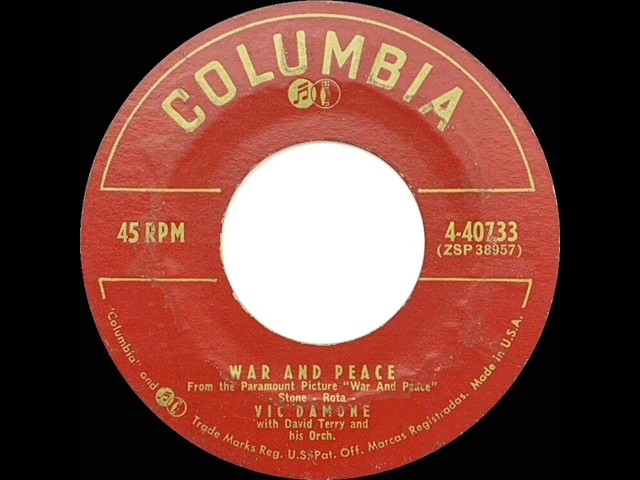 COLUMBIA
45 RPM
4-40733
(ZSP 38957)
WAR AND PEACE
From the Paramount Picture "War And Peace"
Stone - Rota -
VIC DAMONE
with David Terry and
his Orch.
"Columbia" and Trade Marks Reg. U.S. Pat. Off. Marcas Registradas. Made in U.S.A.